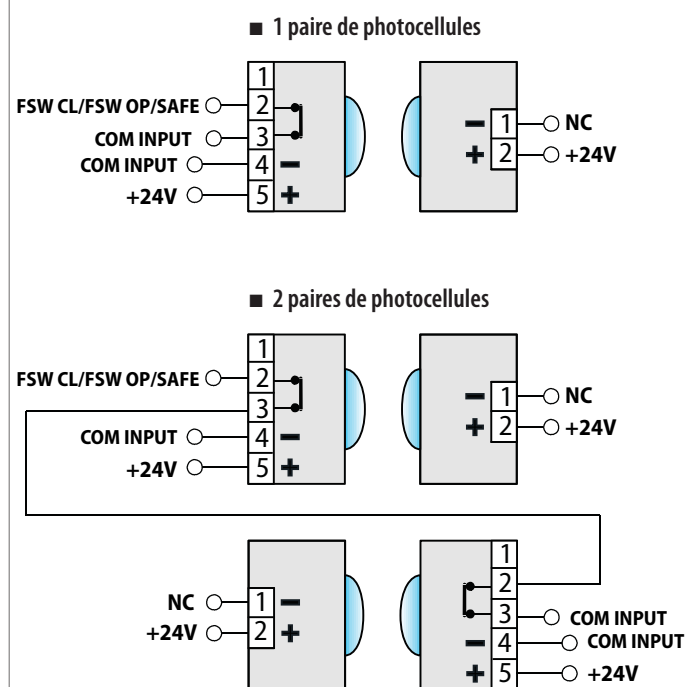 ■ 1 paire de photocellules
1
FSW CL/FSW OP/SAFE 2
COM INPUT 3
COM INPUT 4 −
+24V 5 +
− 1 NC
+ 2 +24V
■ 2 paires de photocellules
1
FSW CL/FSW OP/SAFE 2
3
COM INPUT 4 −
+24V 5 +
− 1 NC
+ 2 +24V
NC 1 −
+24V 2 +
1
2
3 COM INPUT
− 4 COM INPUT
+ 5 +24V